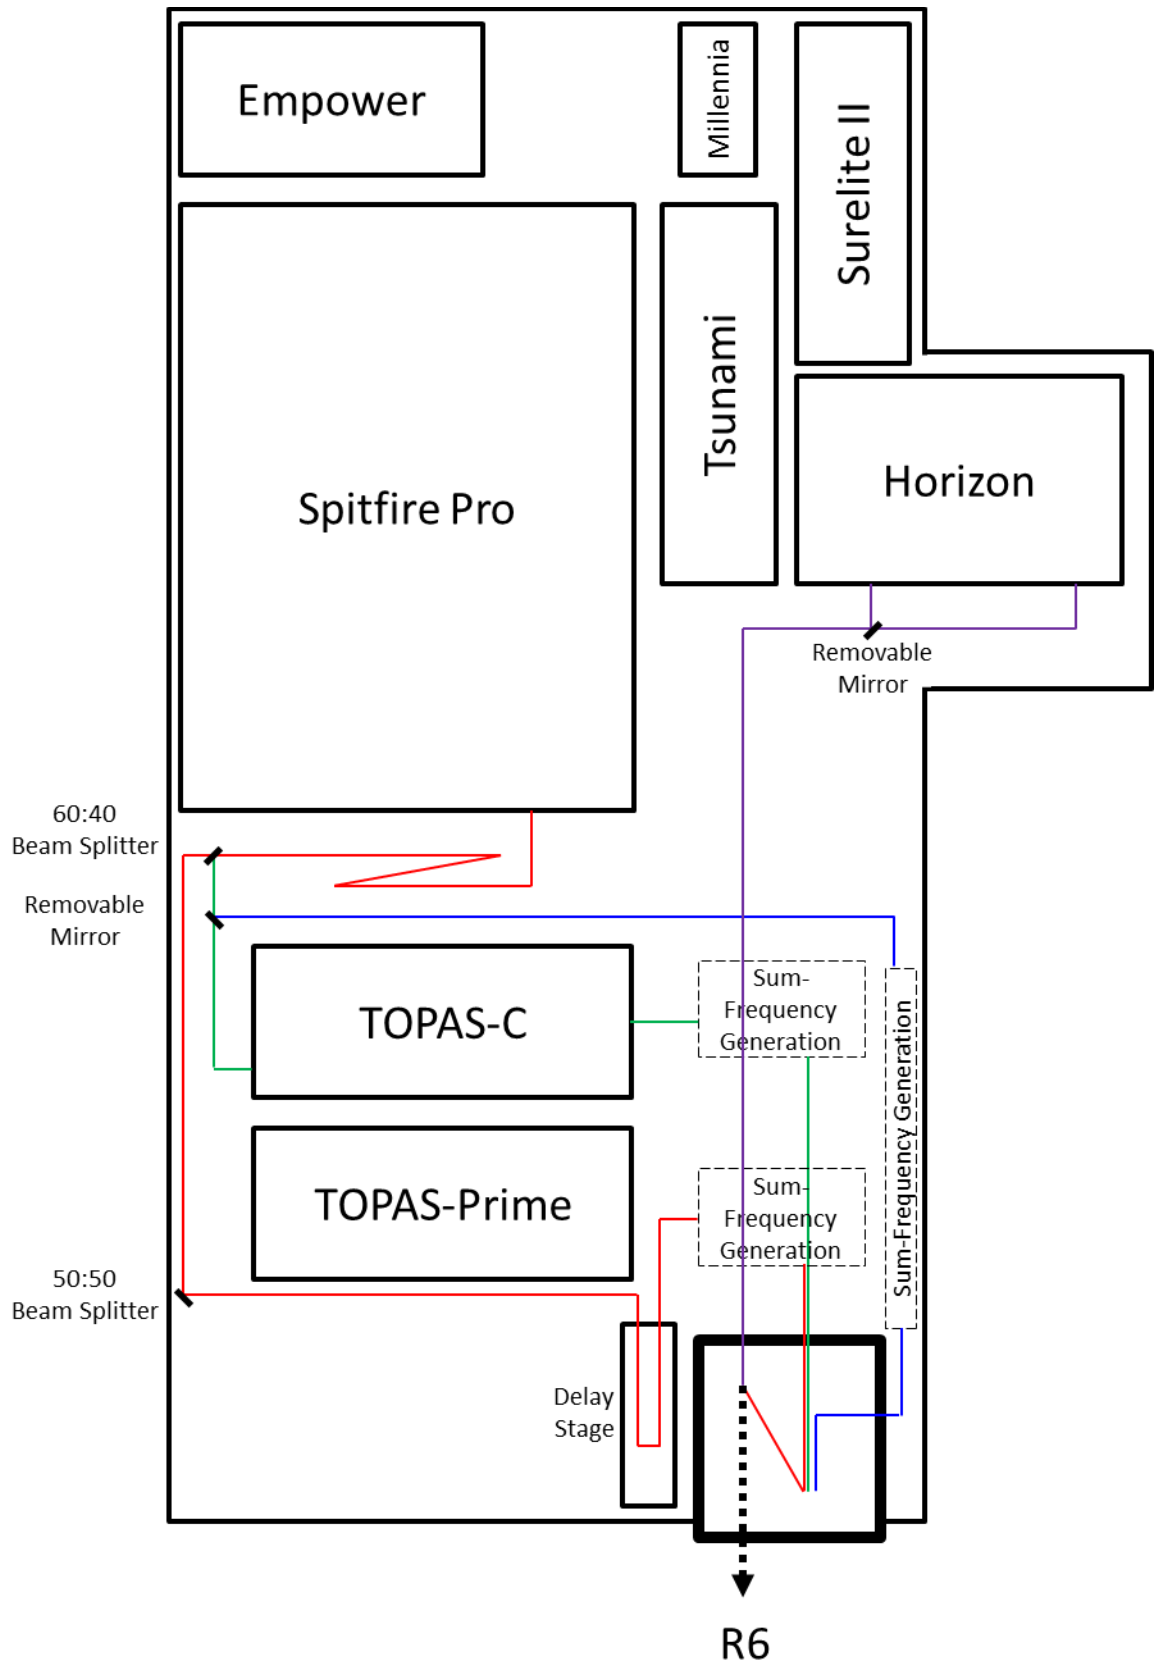 Empower
Millennia
Surelite II
Spitfire Pro
Tsunami
Horizon
Removable
Mirror
60:40
Beam Splitter
Removable
Mirror
TOPAS-C
Sum-
Frequency
Generation
Sum-Frequency Generation
TOPAS-Prime
Sum-
Frequency
Generation
50:50
Beam Splitter
Delay
Stage
R6